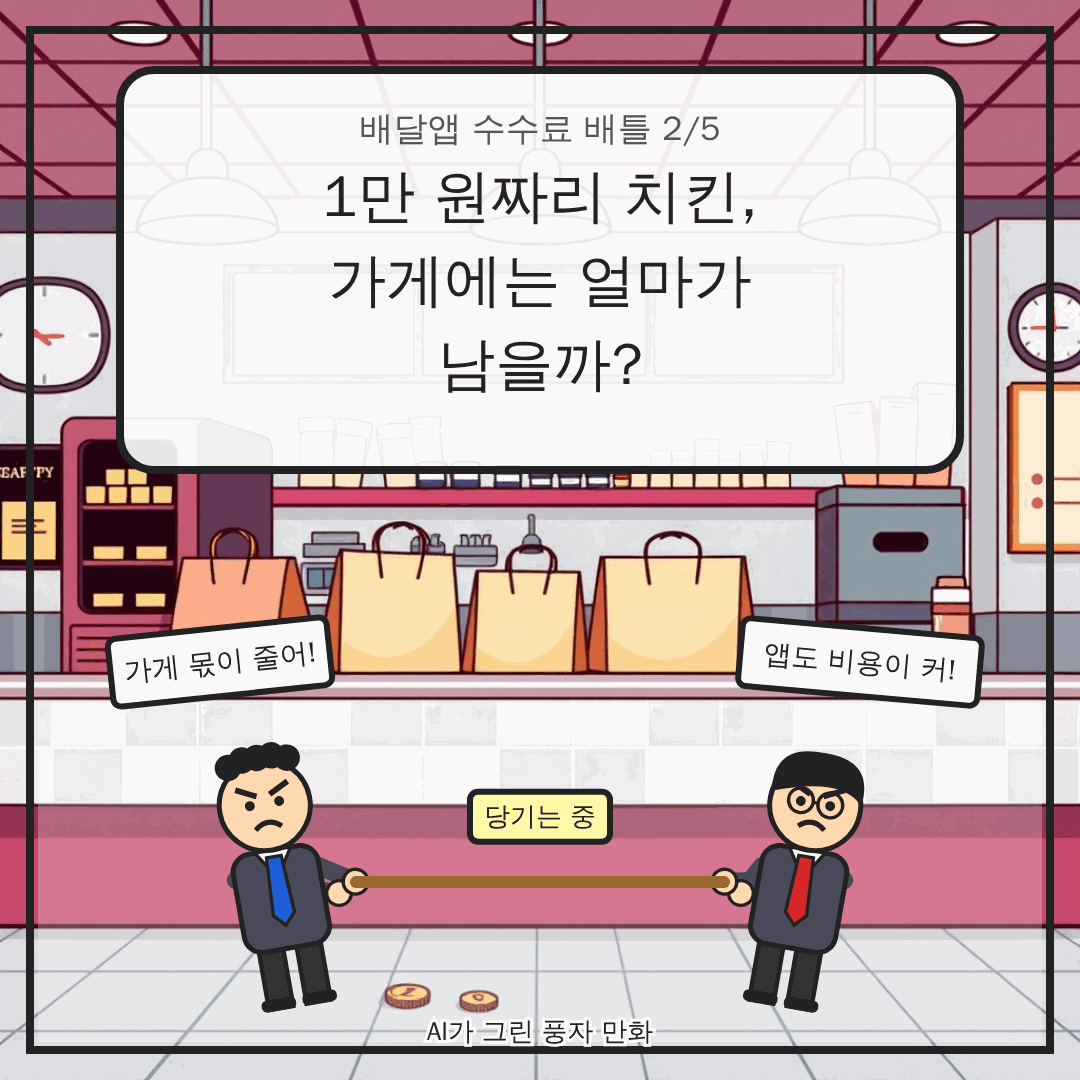 배달앱 수수료 배틀 2/5
1만 원짜리 치킨,
가게에는 얼마가
남을까?
가게 몫이 줄어!
앱도 비용이 커!
당기는 중
AI가 그린 풍자 만화